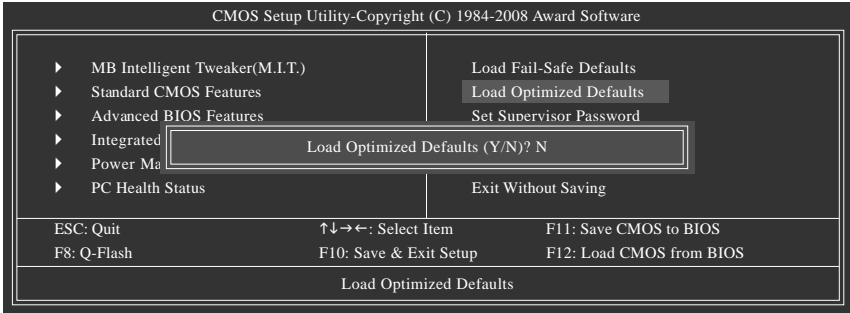 CMOS Setup Utility-Copyright (C) 1984-2008 Award Software
MB Intelligent Tweaker(M.I.T.)
Standard CMOS Features
Advanced BIOS Features
Integrated
Power Ma
PC Health Status
Load Fail-Safe Defaults
Load Optimized Defaults
Set Supervisor Password
Exit Without Saving
Load Optimized Defaults (Y/N)? N
ESC: Quit
↑↓→←: Select Item
F11: Save CMOS to BIOS
F8: Q-Flash
F10: Save & Exit Setup
F12: Load CMOS from BIOS
Load Optimized Defaults